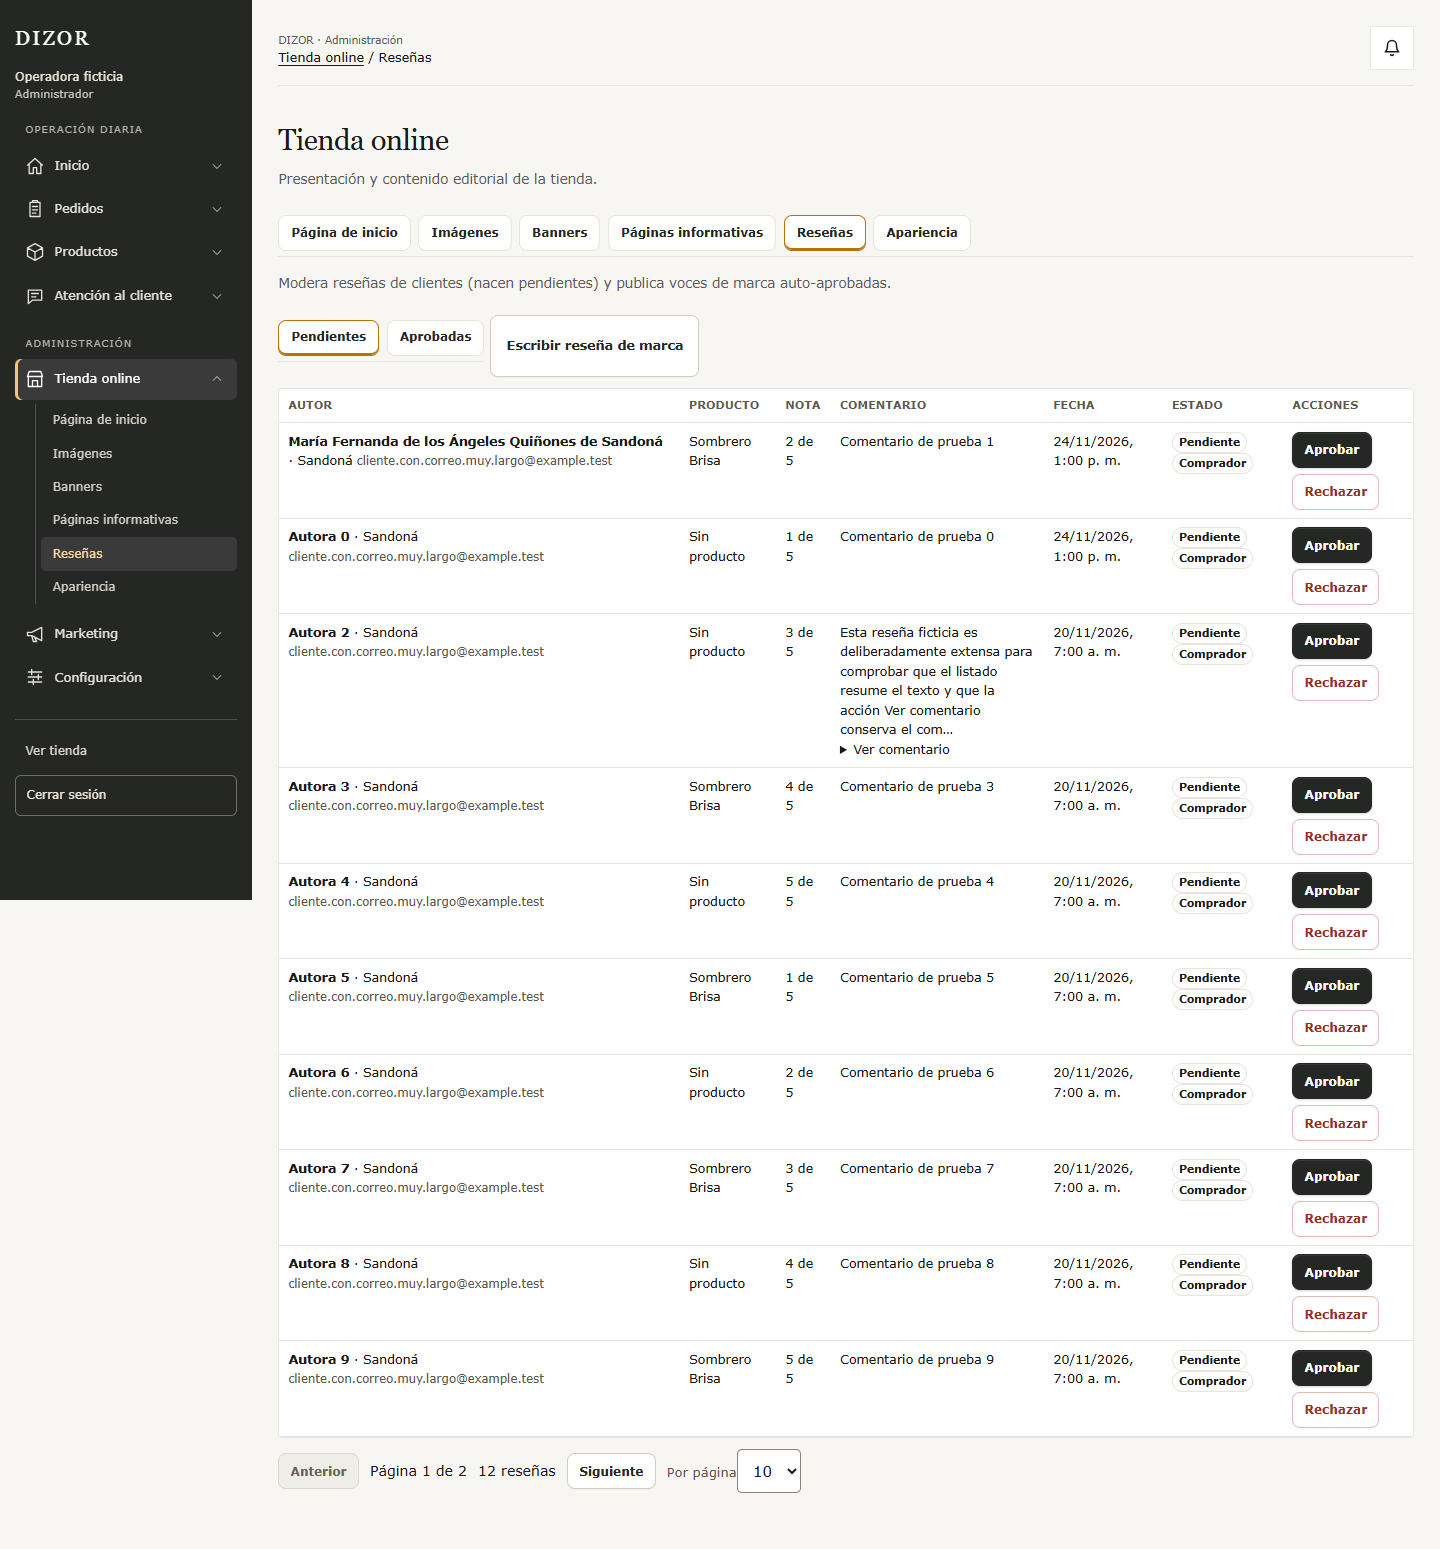 DIZOR
Operadora ficticia
Administrador
OPERACIÓN DIARIA
Inicio
Pedidos
Productos
Atención al cliente
ADMINISTRACIÓN
Tienda online
Página de inicio
Imágenes
Banners
Páginas informativas
Reseñas
Apariencia
Marketing
Configuración
Ver tienda
Cerrar sesión
DIZOR · Administración
Tienda online / Reseñas
Tienda online
Presentación y contenido editorial de la tienda.
Página de inicio Imágenes Banners Páginas informativas Reseñas Apariencia
Modera reseñas de clientes (nacen pendientes) y publica voces de marca auto-aprobadas.
Pendientes Aprobadas Escribir reseña de marca
AUTOR PRODUCTO NOTA COMENTARIO FECHA ESTADO ACCIONES
María Fernanda de los Ángeles Quiñones de Sandoná Sombrero 2 de Comentario de prueba 1 24/11/2026, Pendiente Aprobar
· Sandoná cliente.con.correo.muy.largo@example.test Brisa 5 1:00 p. m. Comprador
Rechazar
Autora 0 · Sandoná Sin 1 de Comentario de prueba 0 24/11/2026, Pendiente Aprobar
cliente.con.correo.muy.largo@example.test producto 5 1:00 p. m. Comprador
Rechazar
Autora 2 · Sandoná Sin 3 de Esta reseña ficticia es 20/11/2026, Pendiente Aprobar
cliente.con.correo.muy.largo@example.test producto 5 deliberadamente extensa para 7:00 a. m. Comprador
comprobar que el listado
resume el texto y que la Rechazar
acción Ver comentario
conserva el com…
Ver comentario
Autora 3 · Sandoná Sombrero 4 de Comentario de prueba 3 20/11/2026, Pendiente Aprobar
cliente.con.correo.muy.largo@example.test Brisa 5 7:00 a. m. Comprador
Rechazar
Autora 4 · Sandoná Sin 5 de Comentario de prueba 4 20/11/2026, Pendiente Aprobar
cliente.con.correo.muy.largo@example.test producto 5 7:00 a. m. Comprador
Rechazar
Autora 5 · Sandoná Sombrero 1 de Comentario de prueba 5 20/11/2026, Pendiente Aprobar
cliente.con.correo.muy.largo@example.test Brisa 5 7:00 a. m. Comprador
Rechazar
Autora 6 · Sandoná Sin 2 de Comentario de prueba 6 20/11/2026, Pendiente Aprobar
cliente.con.correo.muy.largo@example.test producto 5 7:00 a. m. Comprador
Rechazar
Autora 7 · Sandoná Sombrero 3 de Comentario de prueba 7 20/11/2026, Pendiente Aprobar
cliente.con.correo.muy.largo@example.test Brisa 5 7:00 a. m. Comprador
Rechazar
Autora 8 · Sandoná Sin 4 de Comentario de prueba 8 20/11/2026, Pendiente Aprobar
cliente.con.correo.muy.largo@example.test producto 5 7:00 a. m. Comprador
Rechazar
Autora 9 · Sandoná Sombrero 5 de Comentario de prueba 9 20/11/2026, Pendiente Aprobar
cliente.con.correo.muy.largo@example.test Brisa 5 7:00 a. m. Comprador
Rechazar
Anterior Página 1 de 2 12 reseñas Siguiente Por página 10